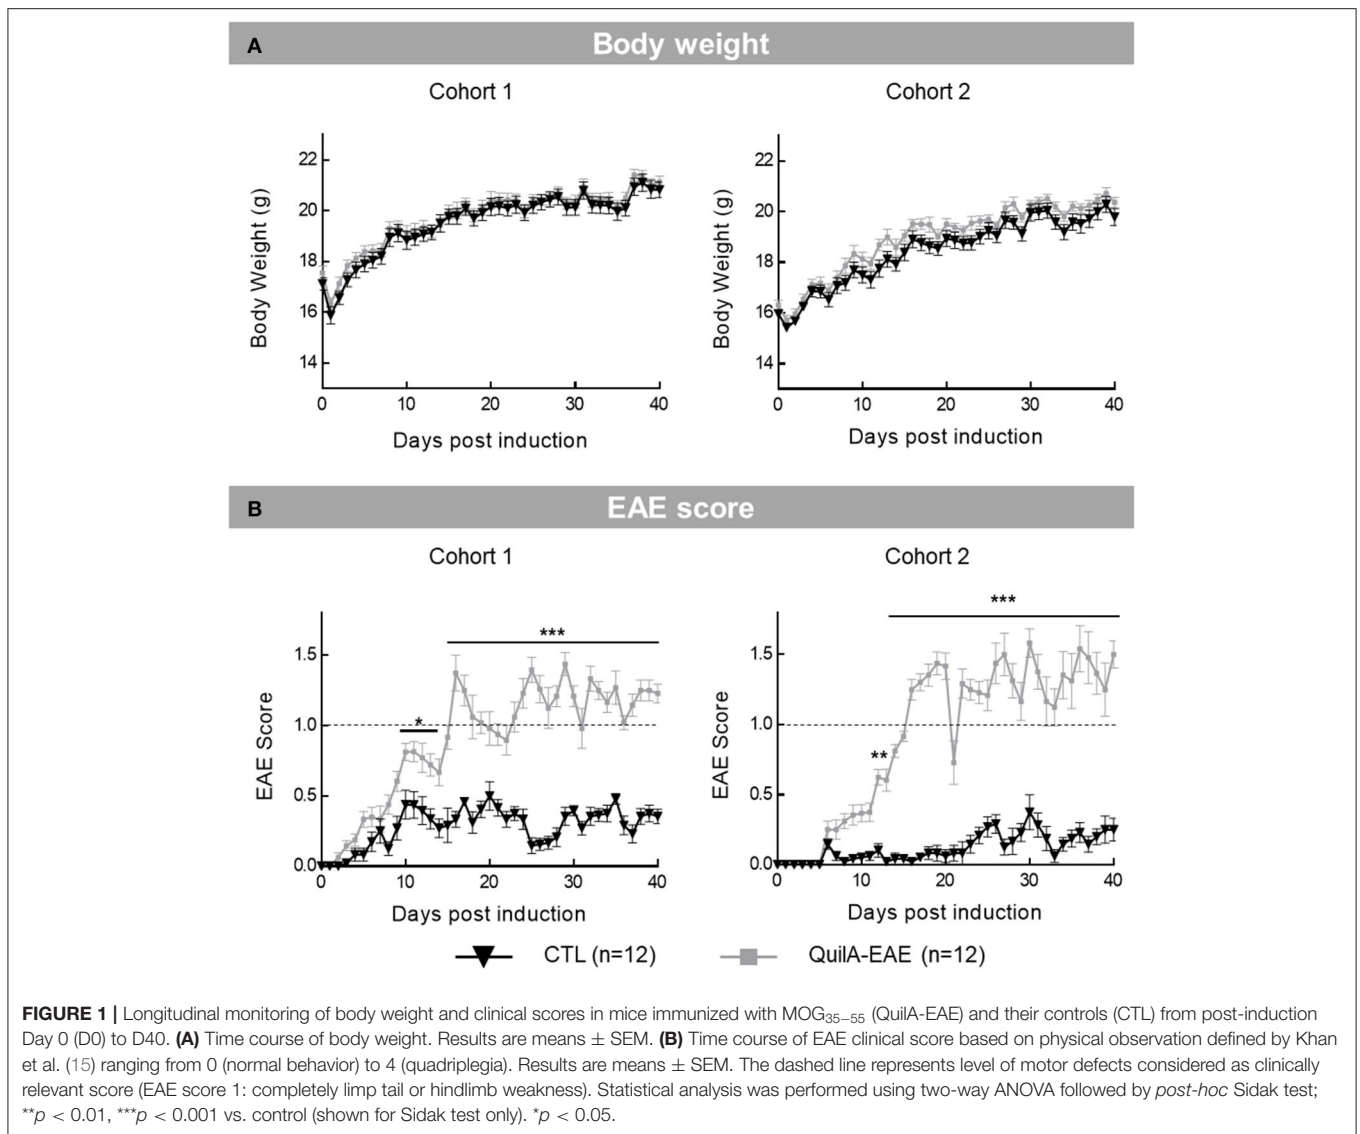 A Body weight
Cohort 1
Cohort 2
22
20
18
16
14
Body Weight (g)
0 10 20 30 40
Days post induction
22
20
18
16
14
Body Weight (g)
0 10 20 30 40
Days post induction
B EAE score
Cohort 1
Cohort 2
***
*
1.5
1.0
0.5
0.0
EAE Score
0 10 20 30 40
Days post induction
***
**
1.5
1.0
0.5
0.0
EAE Score
0 10 20 30 40
Days post induction
CTL (n=12) QuilA-EAE (n=12)
FIGURE 1 | Longitudinal monitoring of body weight and clinical scores in mice immunized with MOG35−55 (QuilA-EAE) and their controls (CTL) from post-induction
Day 0 (D0) to D40. (A) Time course of body weight. Results are means ± SEM. (B) Time course of EAE clinical score based on physical observation defined by Khan
et al. (15) ranging from 0 (normal behavior) to 4 (quadriplegia). Results are means ± SEM. The dashed line represents level of motor defects considered as clinically
relevant score (EAE score 1: completely limp tail or hindlimb weakness). Statistical analysis was performed using two-way ANOVA followed by post-hoc Sidak test;
**p < 0.01, ***p < 0.001 vs. control (shown for Sidak test only). *p < 0.05.